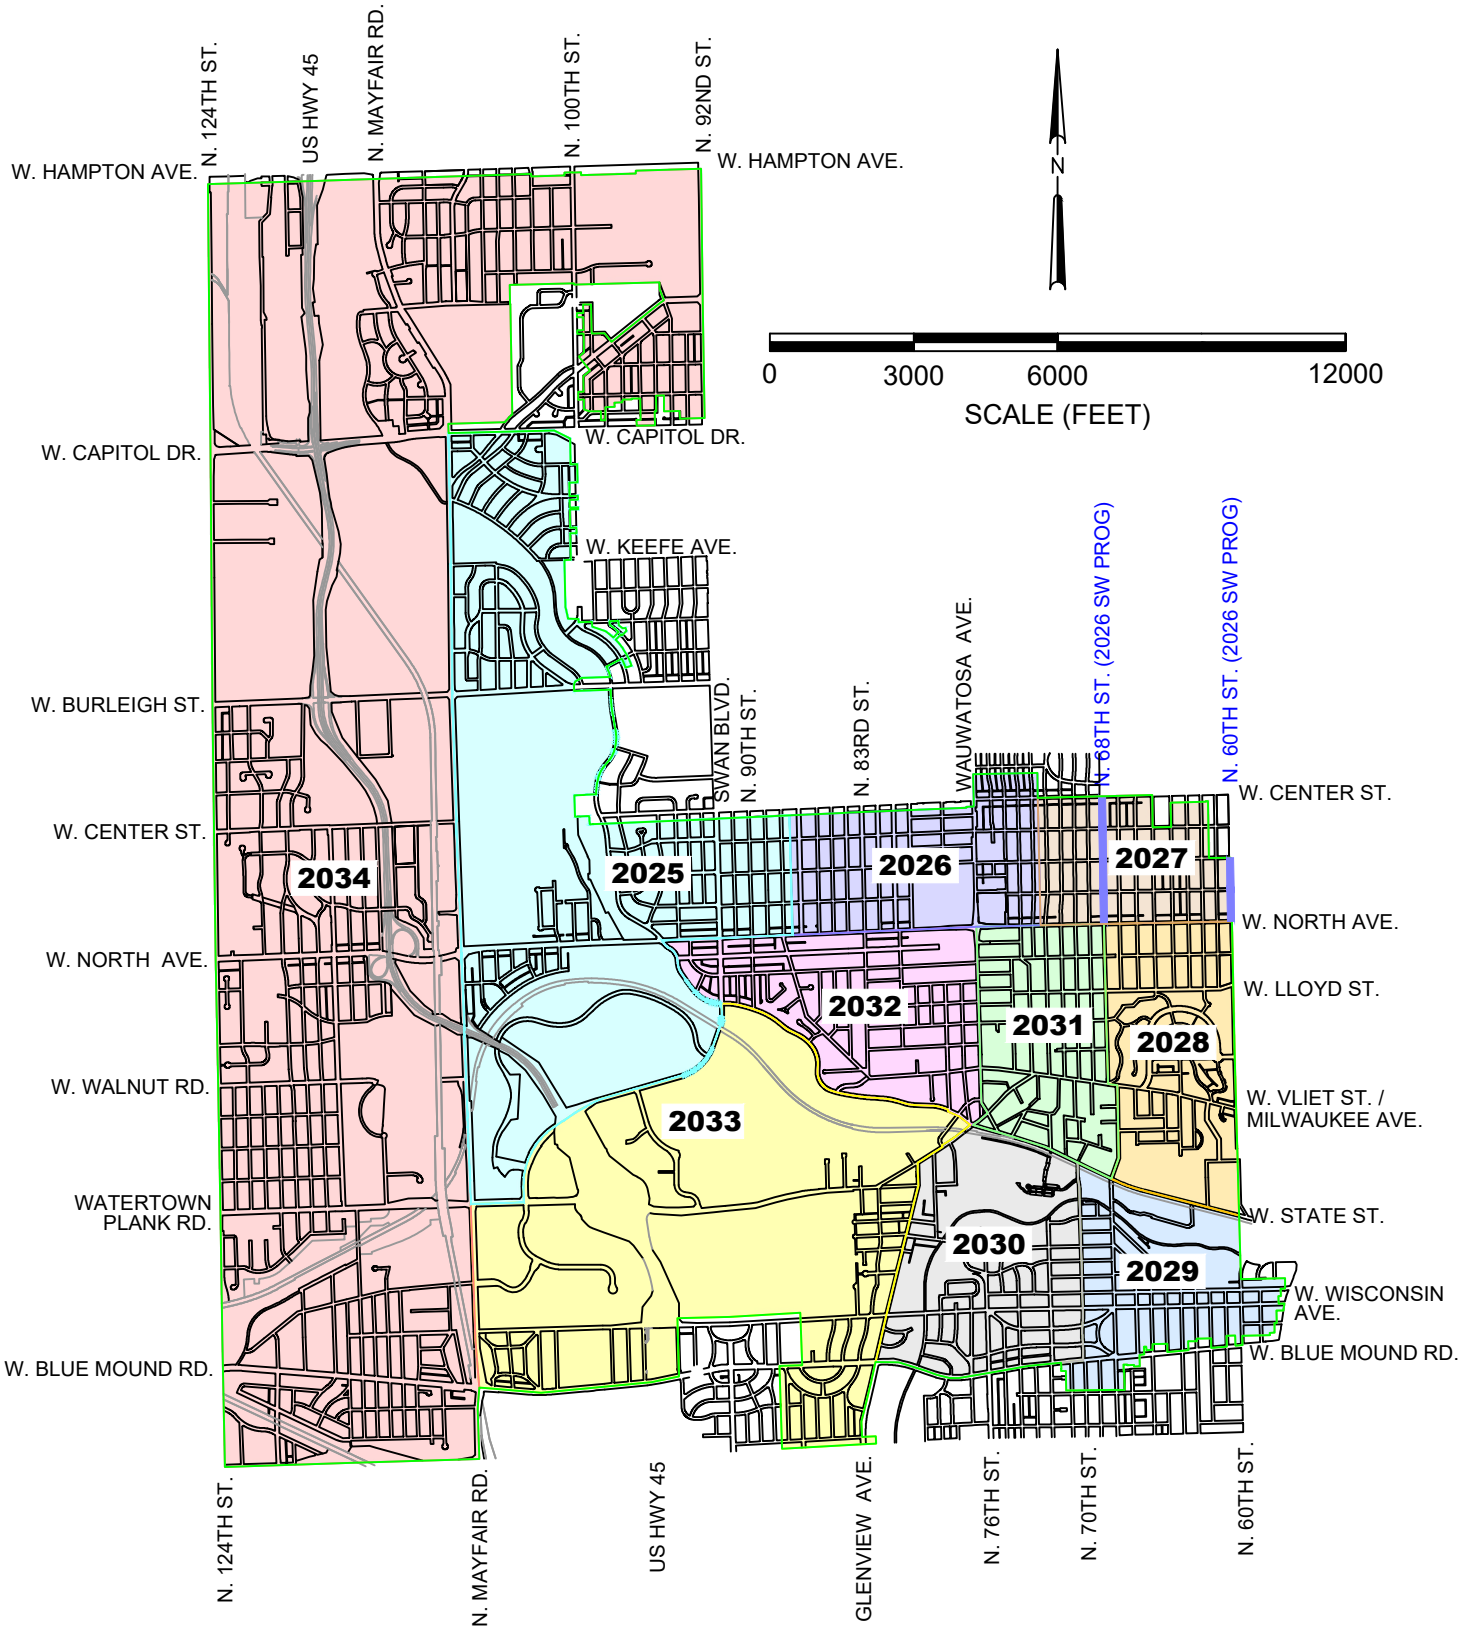 N. 124TH ST.
US HWY 45
N. MAYFAIR RD.
N. 100TH ST.
N. 92ND ST.
W. HAMPTON AVE.
W. HAMPTON AVE.
N
0
3000
6000
12000
SCALE (FEET)
W. CAPITOL DR.
W. CAPITOL DR.
W. KEEFE AVE.
W. BURLEIGH ST.
SWAN BLVD.
N. 90TH ST.
N. 83RD ST.
WAUWATOSA AVE.
N. 68TH ST. (2026 SW PROG)
N. 60TH ST. (2026 SW PROG)
W. CENTER ST.
W. CENTER ST.
2034
2025
2026
2027
W. NORTH AVE.
W. NORTH AVE.
W. LLOYD ST.
2032
2031
2028
W. WALNUT RD.
W. VLIET ST. /
MILWAUKEE AVE.
2033
WATERTOWN
PLANK RD.
W. STATE ST.
2030
2029
W. WISCONSIN
AVE.
W. BLUE MOUND RD.
W. BLUE MOUND RD.
N. 124TH ST.
N. MAYFAIR RD.
US HWY 45
GLENVIEW AVE.
N. 76TH ST.
N. 70TH ST.
N. 60TH ST.